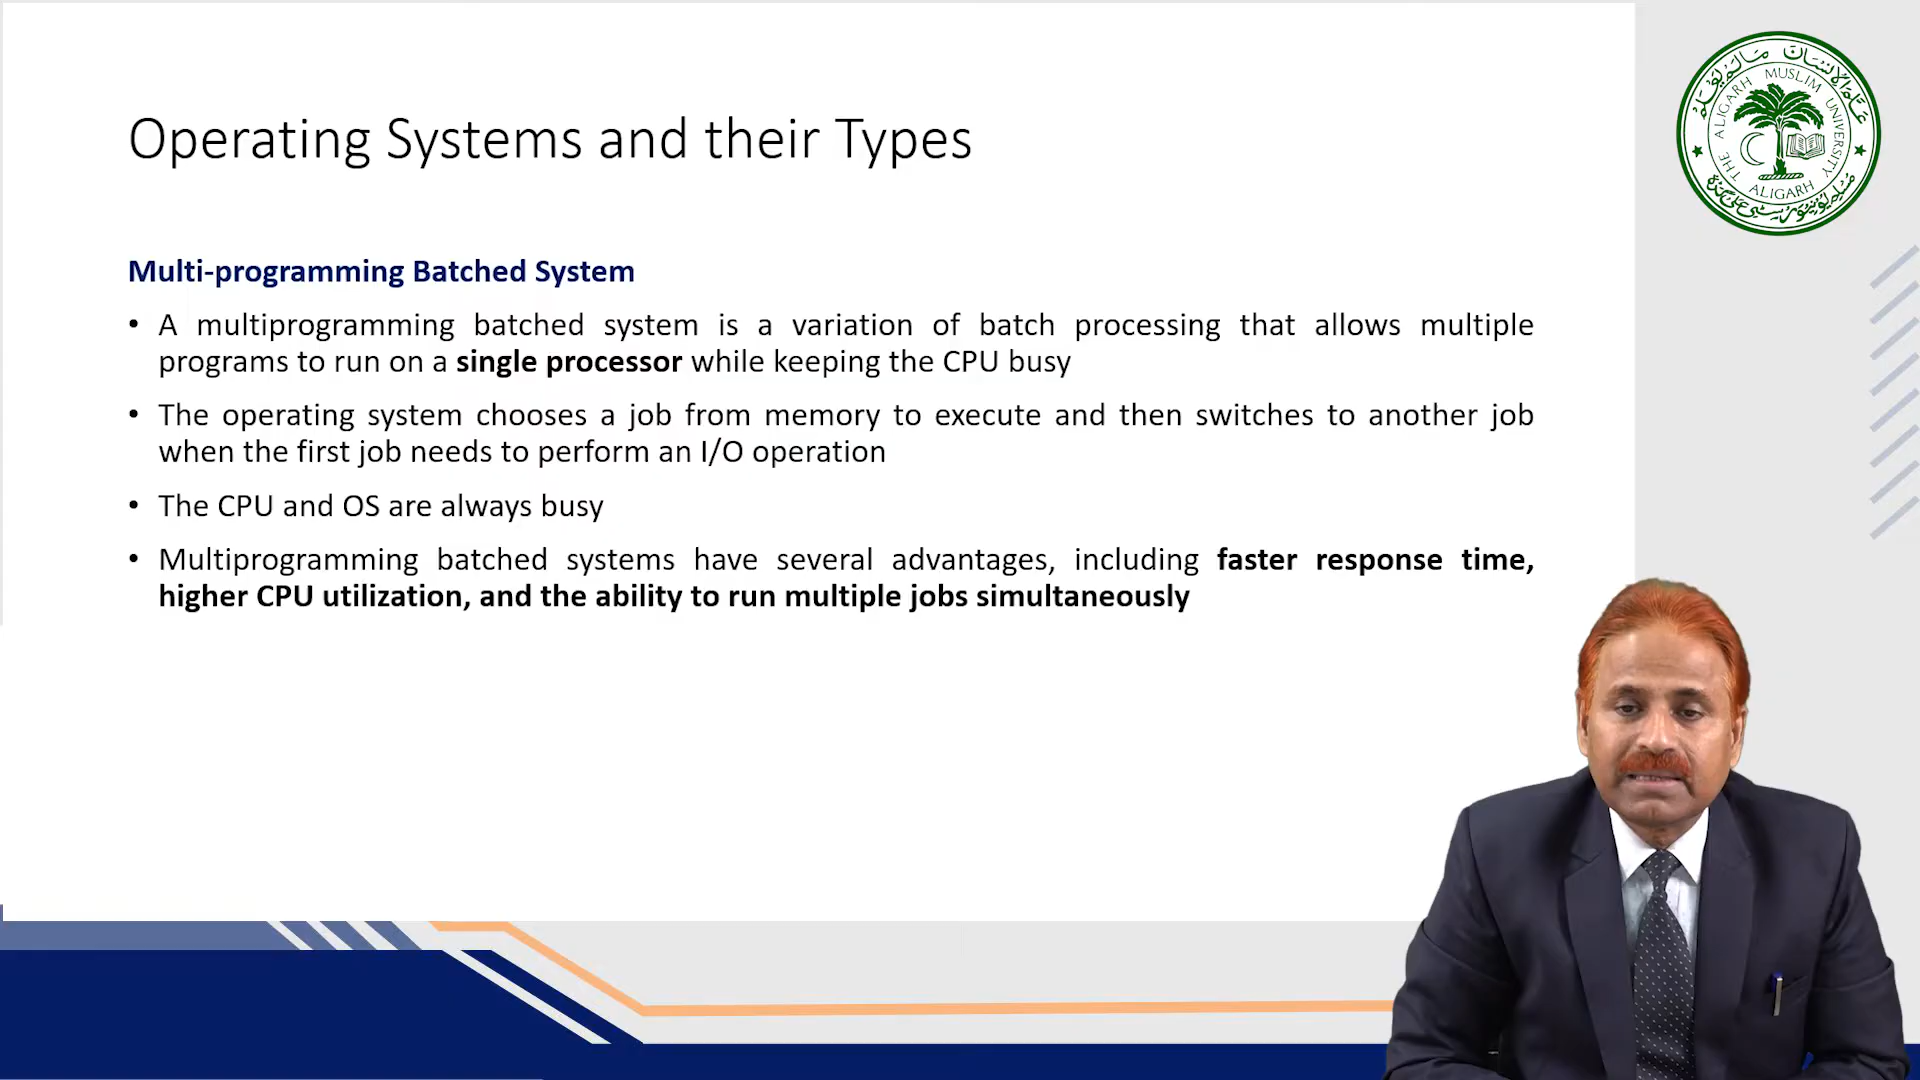 Operating Systems and their Types
THE ALIGARH MUSLIM UNIVERSITY
ALIGARH
Multi-programming Batched System
• A multiprogramming batched system is a variation of batch processing that allows multiple
programs to run on a single processor while keeping the CPU busy
• The operating system chooses a job from memory to execute and then switches to another job
when the first job needs to perform an I/O operation
• The CPU and OS are always busy
• Multiprogramming batched systems have several advantages, including faster response time,
higher CPU utilization, and the ability to run multiple jobs simultaneously